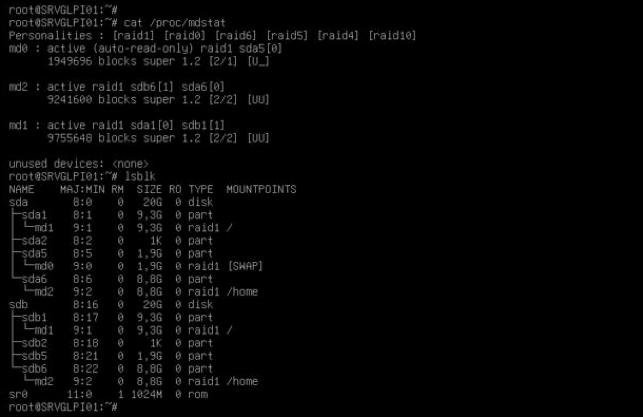 root@SRVGLPI01:~#
root@SRVGLPI01:~# cat /proc/mdstat
Personalities : [raid1] [raid0] [raid6] [raid5] [raid4] [raid10]
md0 : active (auto-read-only) raid1 sda5[0]
      1949696 blocks super 1.2 [2/1] [U_]

md2 : active raid1 sdb6[1] sda6[0]
      9241600 blocks super 1.2 [2/2] [UU]

md1 : active raid1 sda1[0] sdb1[1]
      9755648 blocks super 1.2 [2/2] [UU]

unused devices: <none>
root@SRVGLPI01:~# lsblk
NAME    MAJ:MIN RM  SIZE RO TYPE  MOUNTPOINTS
sda       8:0    0   20G  0 disk
├─sda1    8:1    0  9,3G  0 part
│ └─md1   9:1    0  9,3G  0 raid1 /
├─sda2    8:2    0    1K  0 part
├─sda5    8:5    0  1,9G  0 part
│ └─md0   9:0    0  1,9G  0 raid1 [SWAP]
└─sda6    8:6    0  8,8G  0 part
  └─md2   9:2    0  8,8G  0 raid1 /home
sdb       8:16   0   20G  0 disk
├─sdb1    8:17   0  9,3G  0 part
│ └─md1   9:1    0  9,3G  0 raid1 /
├─sdb2    8:18   0    1K  0 part
├─sdb5    8:21   0  1,9G  0 part
└─sdb6    8:22   0  8,8G  0 part
  └─md2   9:2    0  8,8G  0 raid1 /home
sr0      11:0    1 1024M  0 rom
root@SRVGLPI01:~#